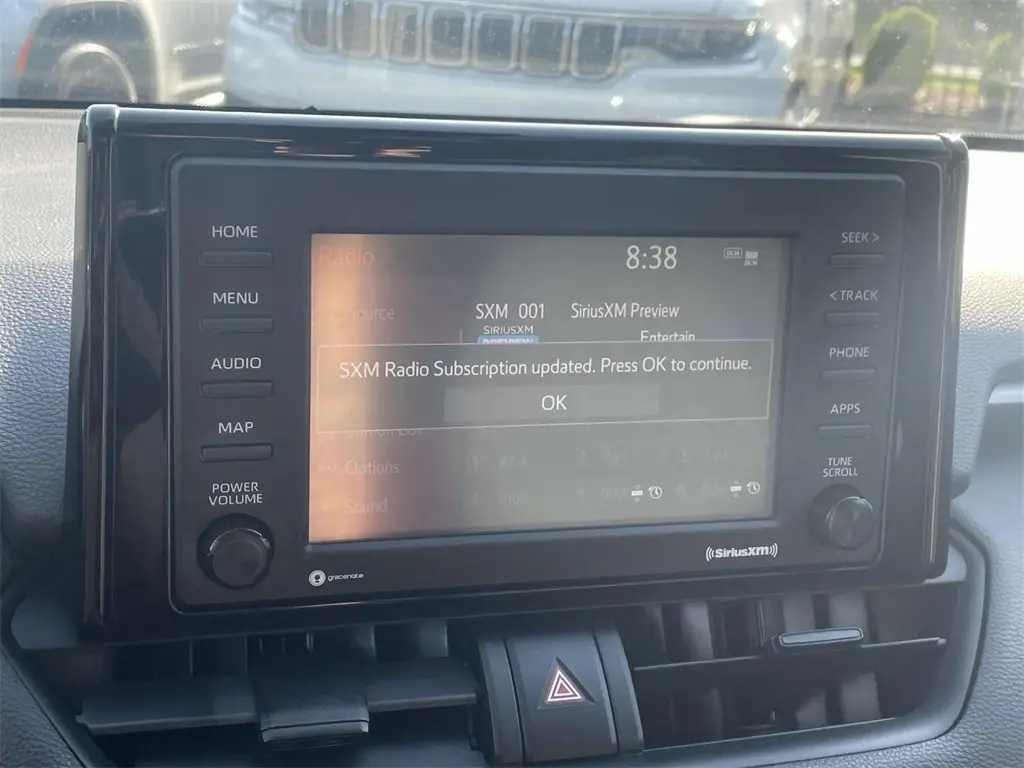 HOME
MENU
AUDIO
MAP
POWER
VOLUME
Radio
8:38
Source
SXM 001 SiriusXM Preview
SIRIUSXM
PREVIEW
Entertain
SXM Radio Subscription updated. Press OK to continue.
OK
Options
Sound
SEEK >
< TRACK
PHONE
APPS
TUNE
SCROLL
gracenote
((SiriusXM))